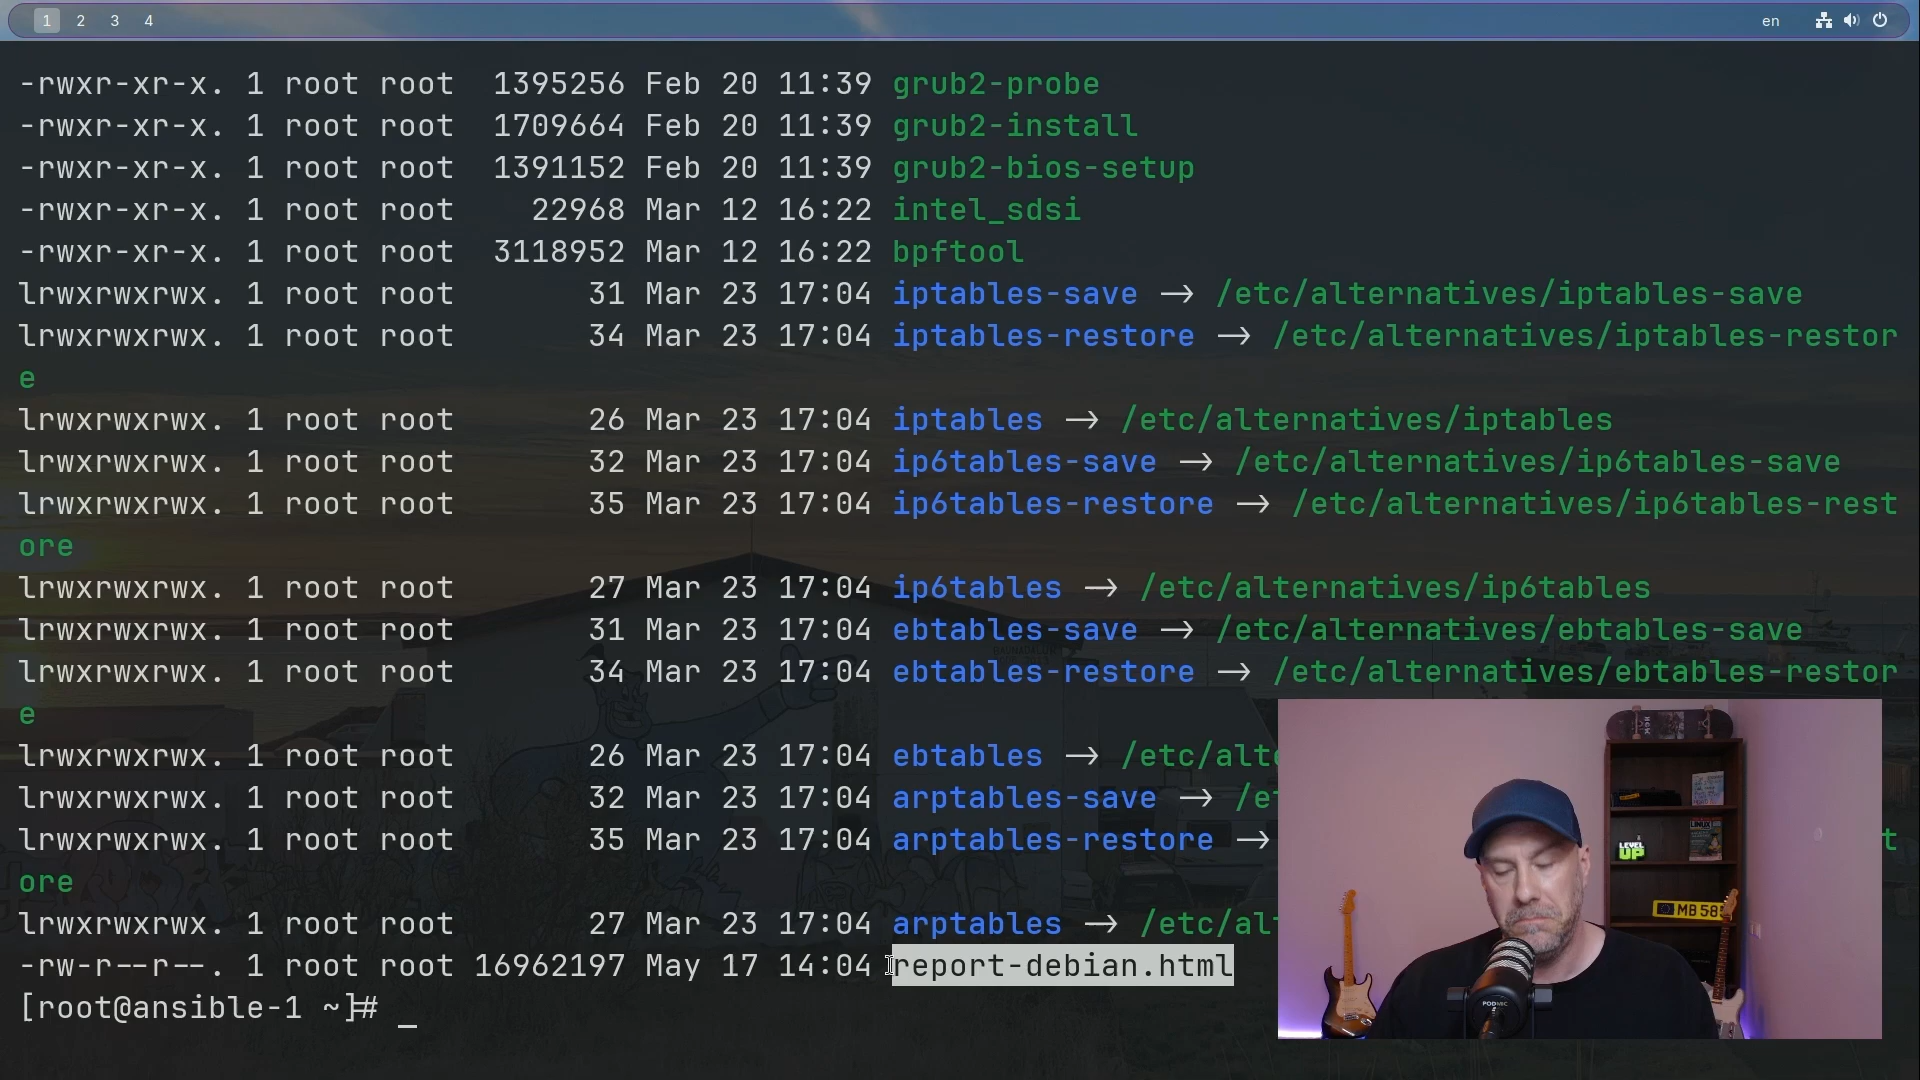 1 2 3 4 en
-rwxr-xr-x. 1 root root 1395256 Feb 20 11:39 grub2-probe
-rwxr-xr-x. 1 root root 1709664 Feb 20 11:39 grub2-install
-rwxr-xr-x. 1 root root 1391152 Feb 20 11:39 grub2-bios-setup
-rwxr-xr-x. 1 root root 22968 Mar 12 16:22 intel_sdsi
-rwxr-xr-x. 1 root root 3118952 Mar 12 16:22 bpftool
lrwxrwxrwx. 1 root root 31 Mar 23 17:04 iptables-save -> /etc/alternatives/iptables-save
lrwxrwxrwx. 1 root root 34 Mar 23 17:04 iptables-restore -> /etc/alternatives/iptables-restor
e
lrwxrwxrwx. 1 root root 26 Mar 23 17:04 iptables -> /etc/alternatives/iptables
lrwxrwxrwx. 1 root root 32 Mar 23 17:04 ip6tables-save -> /etc/alternatives/ip6tables-save
lrwxrwxrwx. 1 root root 35 Mar 23 17:04 ip6tables-restore -> /etc/alternatives/ip6tables-rest
ore
lrwxrwxrwx. 1 root root 27 Mar 23 17:04 ip6tables -> /etc/alternatives/ip6tables
lrwxrwxrwx. 1 root root 31 Mar 23 17:04 ebtables-save -> /etc/alternatives/ebtables-save
lrwxrwxrwx. 1 root root 34 Mar 23 17:04 ebtables-restore -> /etc/alternatives/ebtables-restor
e
lrwxrwxrwx. 1 root root 26 Mar 23 17:04 ebtables -> /etc/alt
lrwxrwxrwx. 1 root root 32 Mar 23 17:04 arptables-save -> /et
lrwxrwxrwx. 1 root root 35 Mar 23 17:04 arptables-restore -> t
ore
lrwxrwxrwx. 1 root root 27 Mar 23 17:04 arptables -> /etc/alt
-rw-r--r--. 1 root root 16962197 May 17 14:04 report-debian.html
[root@ansible-1 ~]#
LEVEL
UP
MB 585
PODMIC